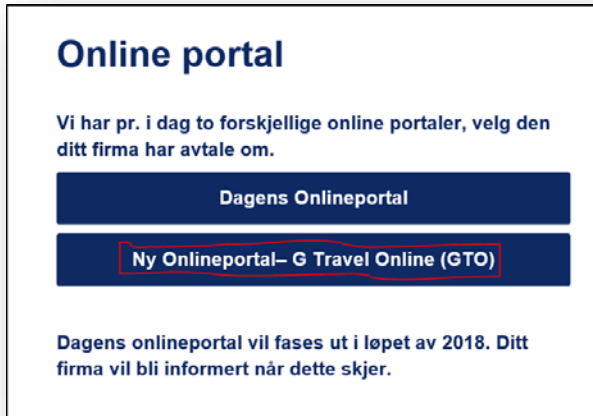 Online portal
Vi har pr. i dag to forskjellige online portaler, velg den
ditt firma har avtale om.
Dagens Onlineportal
Ny Onlineportal– G Travel Online (GTO)
Dagens onlineportal vil fases ut i løpet av 2018. Ditt
firma vil bli informert når dette skjer.